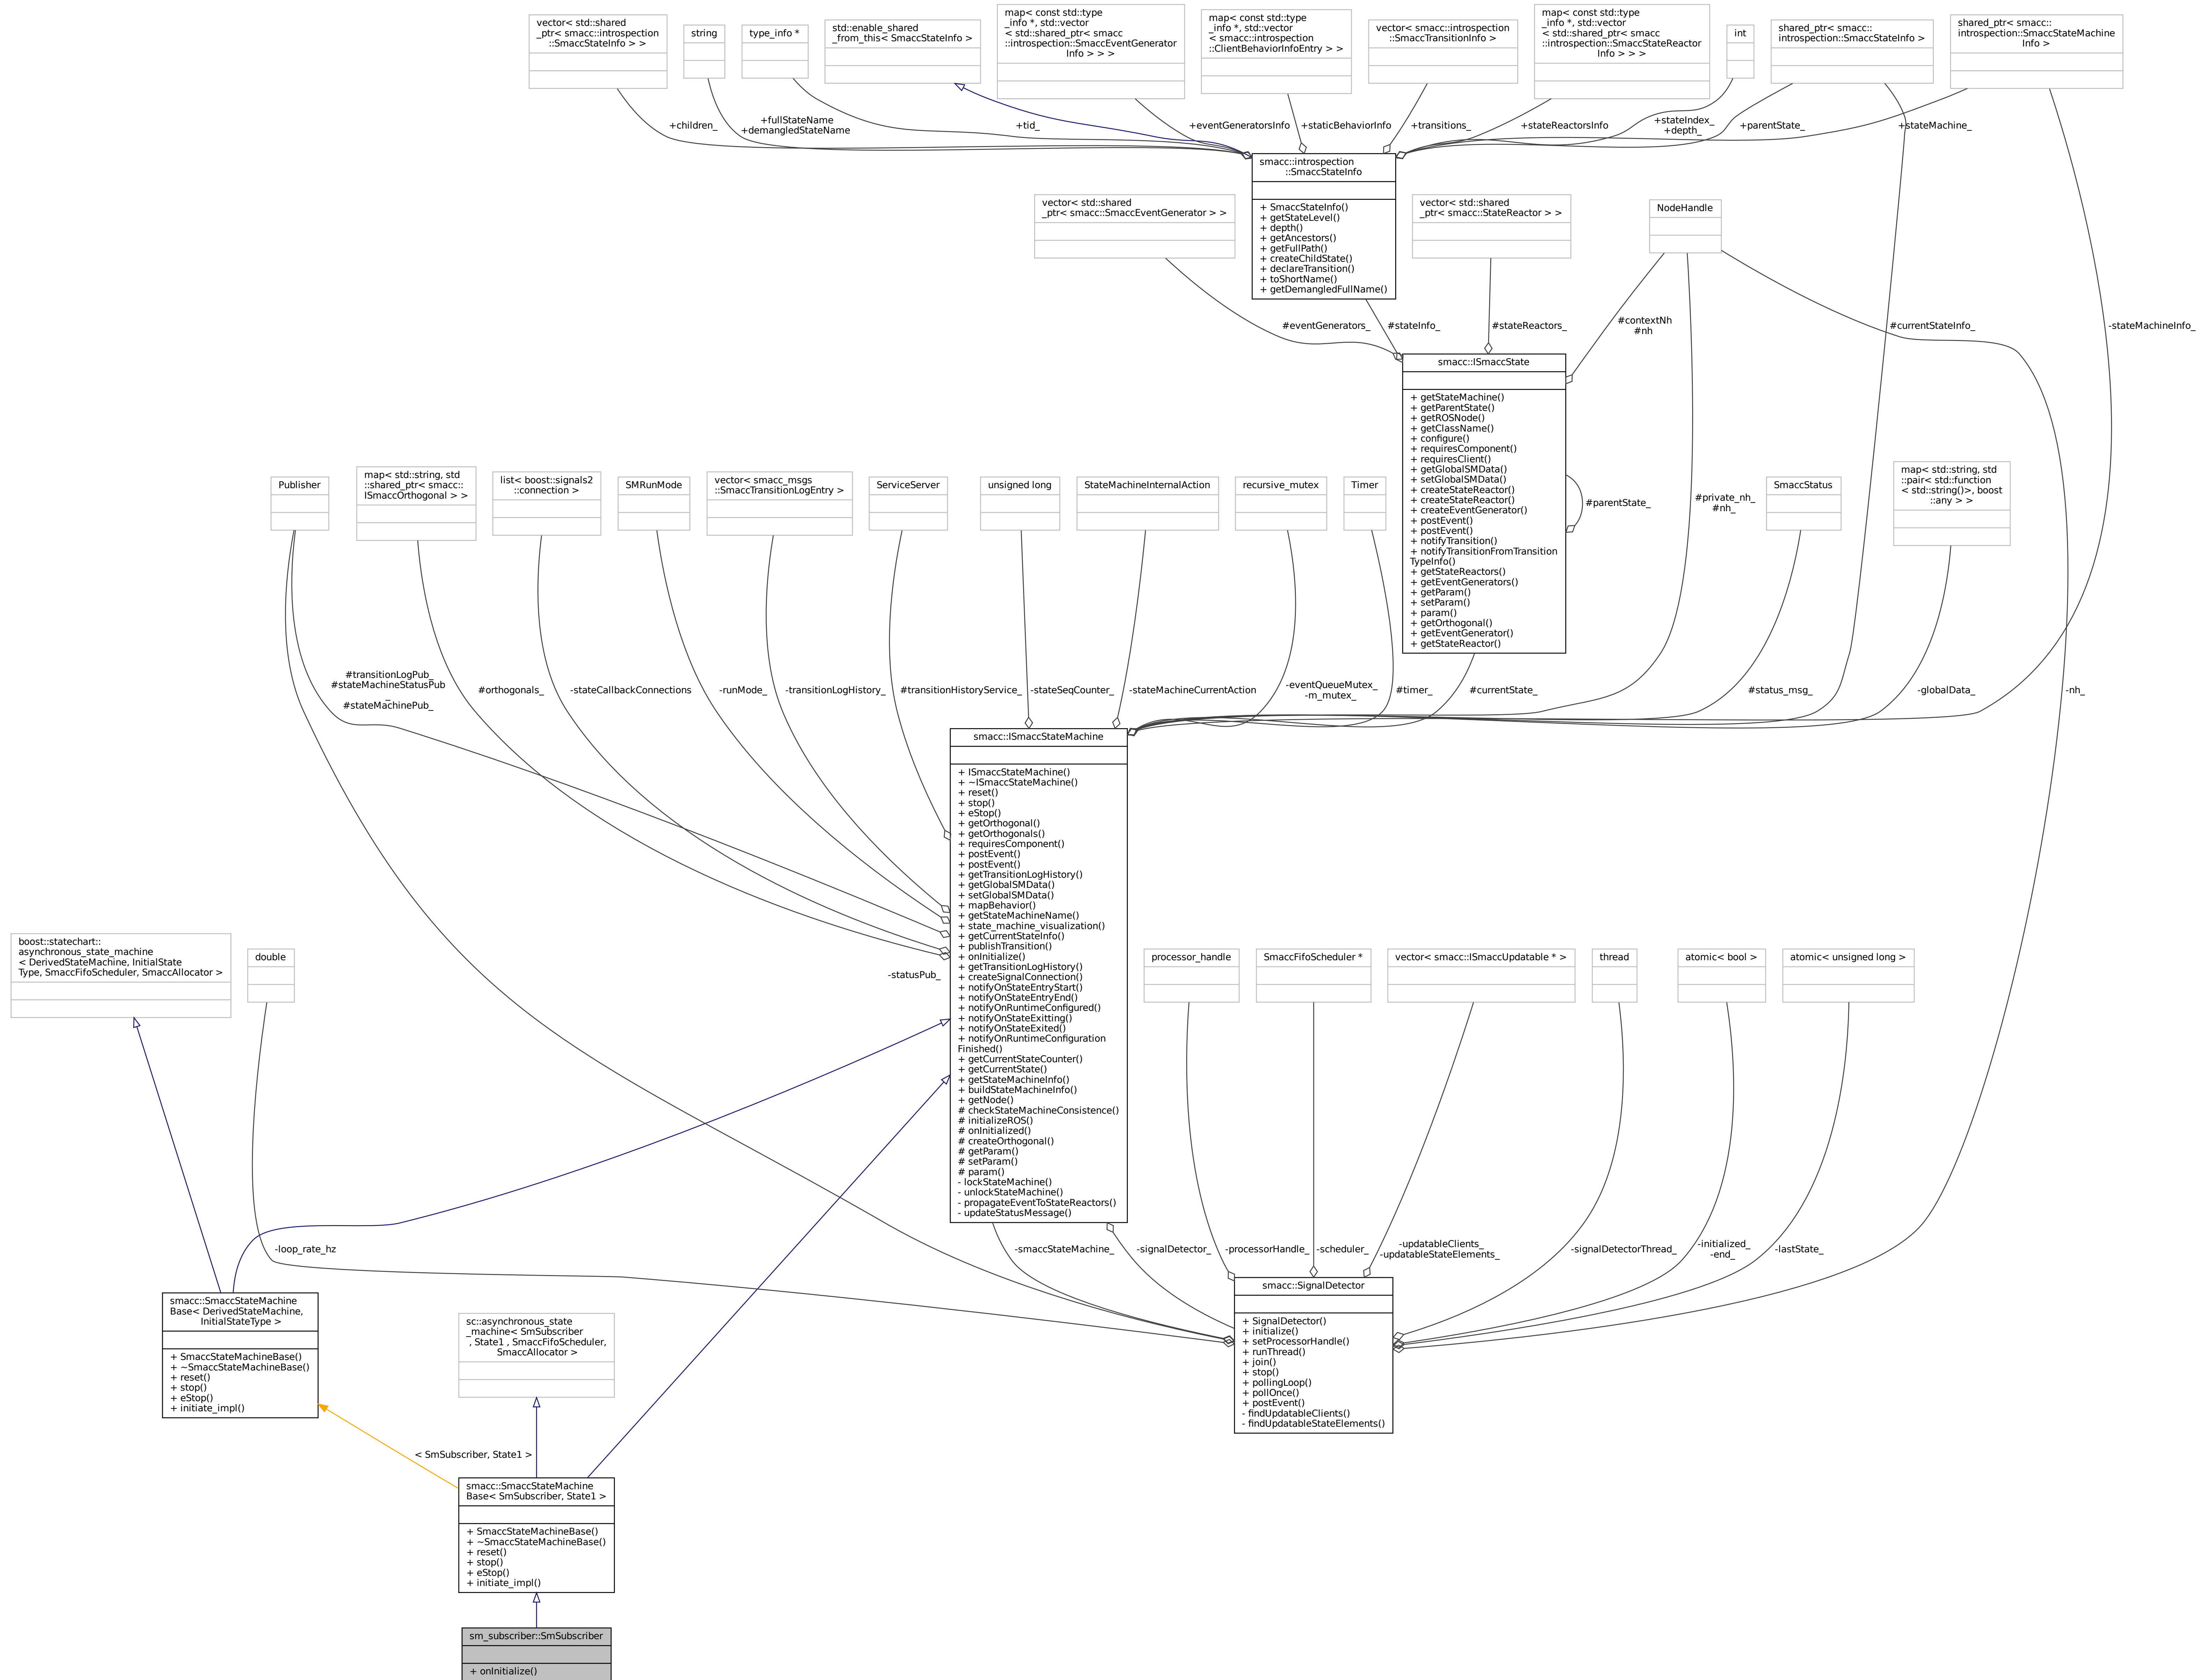 vector< std::shared
_ptr< smacc::introspection
::SmaccStateInfo > >
string
type_info *
std::enable_shared
_from_this< SmaccStateInfo >
map< const std::type
_info *, std::vector
< std::shared_ptr< smacc
::introspection::SmaccEventGenerator
Info > > >
map< const std::type
_info *, std::vector
< smacc::introspection
::ClientBehaviorInfoEntry > >
vector< smacc::introspection
::SmaccTransitionInfo >
map< const std::type
_info *, std::vector
< std::shared_ptr< smacc
::introspection::SmaccStateReactor
Info > > >
int
shared_ptr< smacc::
introspection::SmaccStateInfo >
shared_ptr< smacc::
introspection::SmaccStateMachine
Info >
+children_
+fullStateName
+demangledStateName
+tid_
+eventGeneratorsInfo
+staticBehaviorInfo
+transitions_
+stateReactorsInfo
+stateIndex_
+depth_
+parentState_
+stateMachine_
smacc::introspection
::SmaccStateInfo
+ SmaccStateInfo()
+ getStateLevel()
+ depth()
+ getAncestors()
+ getFullPath()
+ createChildState()
+ declareTransition()
+ toShortName()
+ getDemangledFullName()
vector< std::shared
_ptr< smacc::SmaccEventGenerator > >
vector< std::shared
_ptr< smacc::StateReactor > >
NodeHandle
#eventGenerators_
#stateInfo_
#stateReactors_
#contextNh
#nh
#currentStateInfo_
-stateMachineInfo_
smacc::ISmaccState
+ getStateMachine()
+ getParentState()
+ getROSNode()
+ getClassName()
+ configure()
+ requiresComponent()
+ requiresClient()
+ getGlobalSMData()
+ setGlobalSMData()
+ createStateReactor()
+ createStateReactor()
+ createEventGenerator()
+ postEvent()
+ postEvent()
+ notifyTransition()
+ notifyTransitionFromTransition
TypeInfo()
+ getStateReactors()
+ getEventGenerators()
+ getParam()
+ setParam()
+ param()
+ getOrthogonal()
+ getEventGenerator()
+ getStateReactor()
#parentState_
#private_nh_
#nh_
Publisher
map< std::string, std
::shared_ptr< smacc::
ISmaccOrthogonal > >
list< boost::signals2
::connection >
SMRunMode
vector< smacc_msgs
::SmaccTransitionLogEntry >
ServiceServer
unsigned long
StateMachineInternalAction
recursive_mutex
Timer
SmaccStatus
map< std::string, std
::pair< std::function
< std::string()>, boost
::any > >
#transitionLogPub_
#stateMachineStatusPub
_
#stateMachinePub_
#orthogonals_
-stateCallbackConnections
-runMode_
-transitionLogHistory_
#transitionHistoryService_
-stateSeqCounter_
-stateMachineCurrentAction
-eventQueueMutex_
-m_mutex_
#timer_
#currentState_
#status_msg_
-globalData_
-nh_
smacc::ISmaccStateMachine
+ ISmaccStateMachine()
+ ~ISmaccStateMachine()
+ reset()
+ stop()
+ eStop()
+ getOrthogonal()
+ getOrthogonals()
+ requiresComponent()
+ postEvent()
+ postEvent()
+ getTransitionLogHistory()
+ getGlobalSMData()
+ setGlobalSMData()
+ mapBehavior()
+ getStateMachineName()
+ state_machine_visualization()
+ getCurrentStateInfo()
+ publishTransition()
+ onInitialize()
+ getTransitionLogHistory()
+ createSignalConnection()
+ notifyOnStateEntryStart()
+ notifyOnStateEntryEnd()
+ notifyOnRuntimeConfigured()
+ notifyOnStateExitting()
+ notifyOnStateExited()
+ notifyOnRuntimeConfiguration
Finished()
+ getCurrentStateCounter()
+ getCurrentState()
+ getStateMachineInfo()
+ buildStateMachineInfo()
+ getNode()
# checkStateMachineConsistence()
# initializeROS()
# onInitialized()
# createOrthogonal()
# getParam()
# setParam()
# param()
- lockStateMachine()
- unlockStateMachine()
- propagateEventToStateReactors()
- updateStatusMessage()
boost::statechart::
asynchronous_state_machine
< DerivedStateMachine, InitialState
Type, SmaccFifoScheduler, SmaccAllocator >
double
-statusPub_
processor_handle
SmaccFifoScheduler *
vector< smacc::ISmaccUpdatable * >
thread
atomic< bool >
atomic< unsigned long >
-loop_rate_hz
-smaccStateMachine_
-signalDetector_
-processorHandle_
-scheduler_
-updatableClients_
-updatableStateElements_
-signalDetectorThread_
-initialized_
-end_
-lastState_
smacc::SmaccStateMachine
Base< DerivedStateMachine,
InitialStateType >
+ SmaccStateMachineBase()
+ ~SmaccStateMachineBase()
+ reset()
+ stop()
+ eStop()
+ initiate_impl()
sc::asynchronous_state
_machine< SmSubscriber
, State1 , SmaccFifoScheduler,
SmaccAllocator >
smacc::SignalDetector
+ SignalDetector()
+ initialize()
+ setProcessorHandle()
+ runThread()
+ join()
+ stop()
+ pollingLoop()
+ pollOnce()
+ postEvent()
- findUpdatableClients()
- findUpdatableStateElements()
< SmSubscriber, State1 >
smacc::SmaccStateMachine
Base< SmSubscriber, State1 >
+ SmaccStateMachineBase()
+ ~SmaccStateMachineBase()
+ reset()
+ stop()
+ eStop()
+ initiate_impl()
sm_subscriber::SmSubscriber
+ onInitialize()